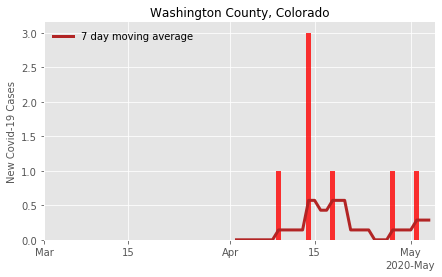 Washington County, Colorado
7 day moving average
New Covid-19 Cases
3.0
2.5
2.0
1.5
1.0
0.5
0.0
Mar 15 Apr 15 May
2020-May